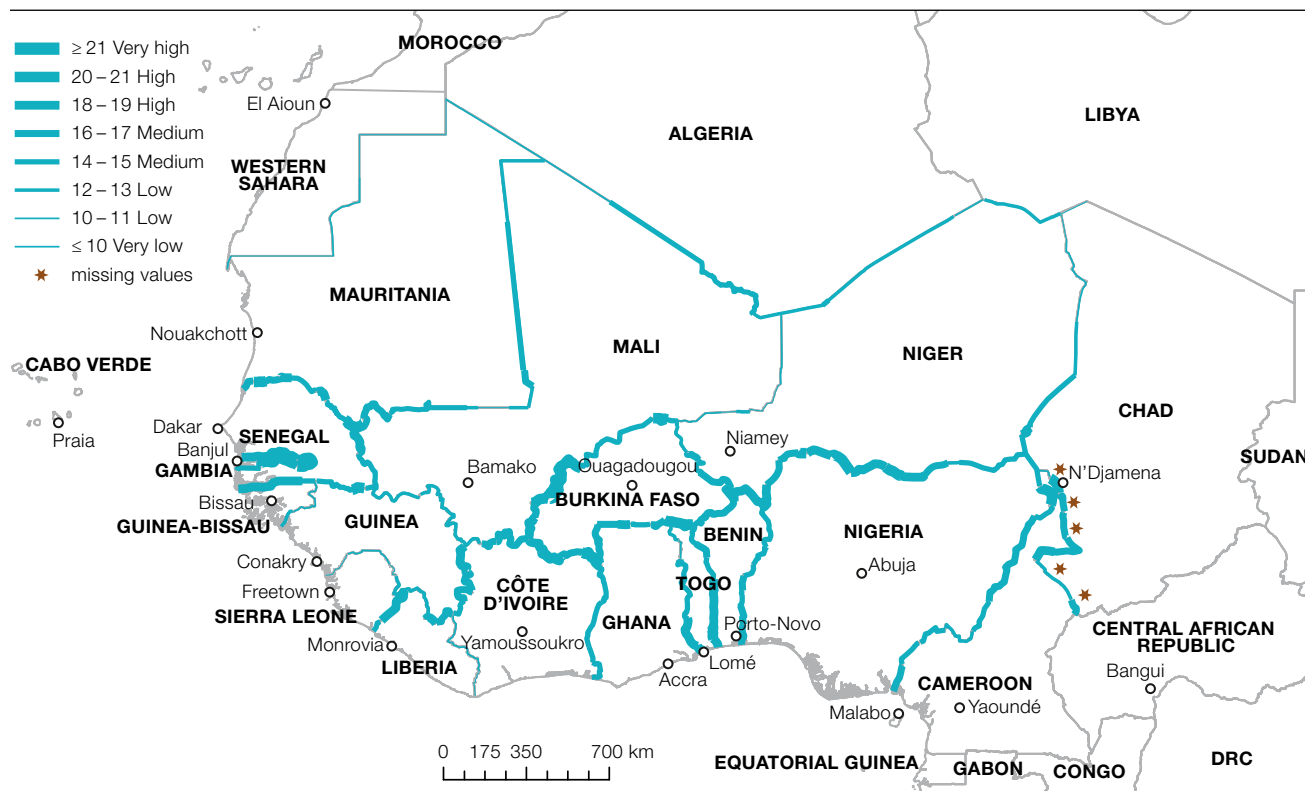 ≥ 21 Very high
20 – 21 High
18 – 19 High
16 – 17 Medium
14 – 15 Medium
12 – 13 Low
10 – 11 Low
≤ 10 Very low
missing values
MOROCCO
El Aioun
ALGERIA
LIBYA
WESTERN
SAHARA
MAURITANIA
Nouakchott
MALI
NIGER
CABO VERDE
CHAD
Praia
Dakar
SENEGAL
Niamey
Banjul
GAMBIA
Bamako
Ouagadougou
N’Djamena
SUDAN
Bissau
BURKINA FASO
GUINEA-BISSAU
GUINEA
BENIN
NIGERIA
Conakry
Abuja
Freetown
CÔTE
D’IVOIRE
TOGO
SIERRA LEONE
GHANA
Porto-Novo
CENTRAL AFRICAN
REPUBLIC
Monrovia
Yamoussoukro
LIBERIA
Lomé
Accra
Bangui
CAMEROON
Malabo
Yaoundé
0 175 350 700 km
EQUATORIAL GUINEA
GABON
CONGO
DRC